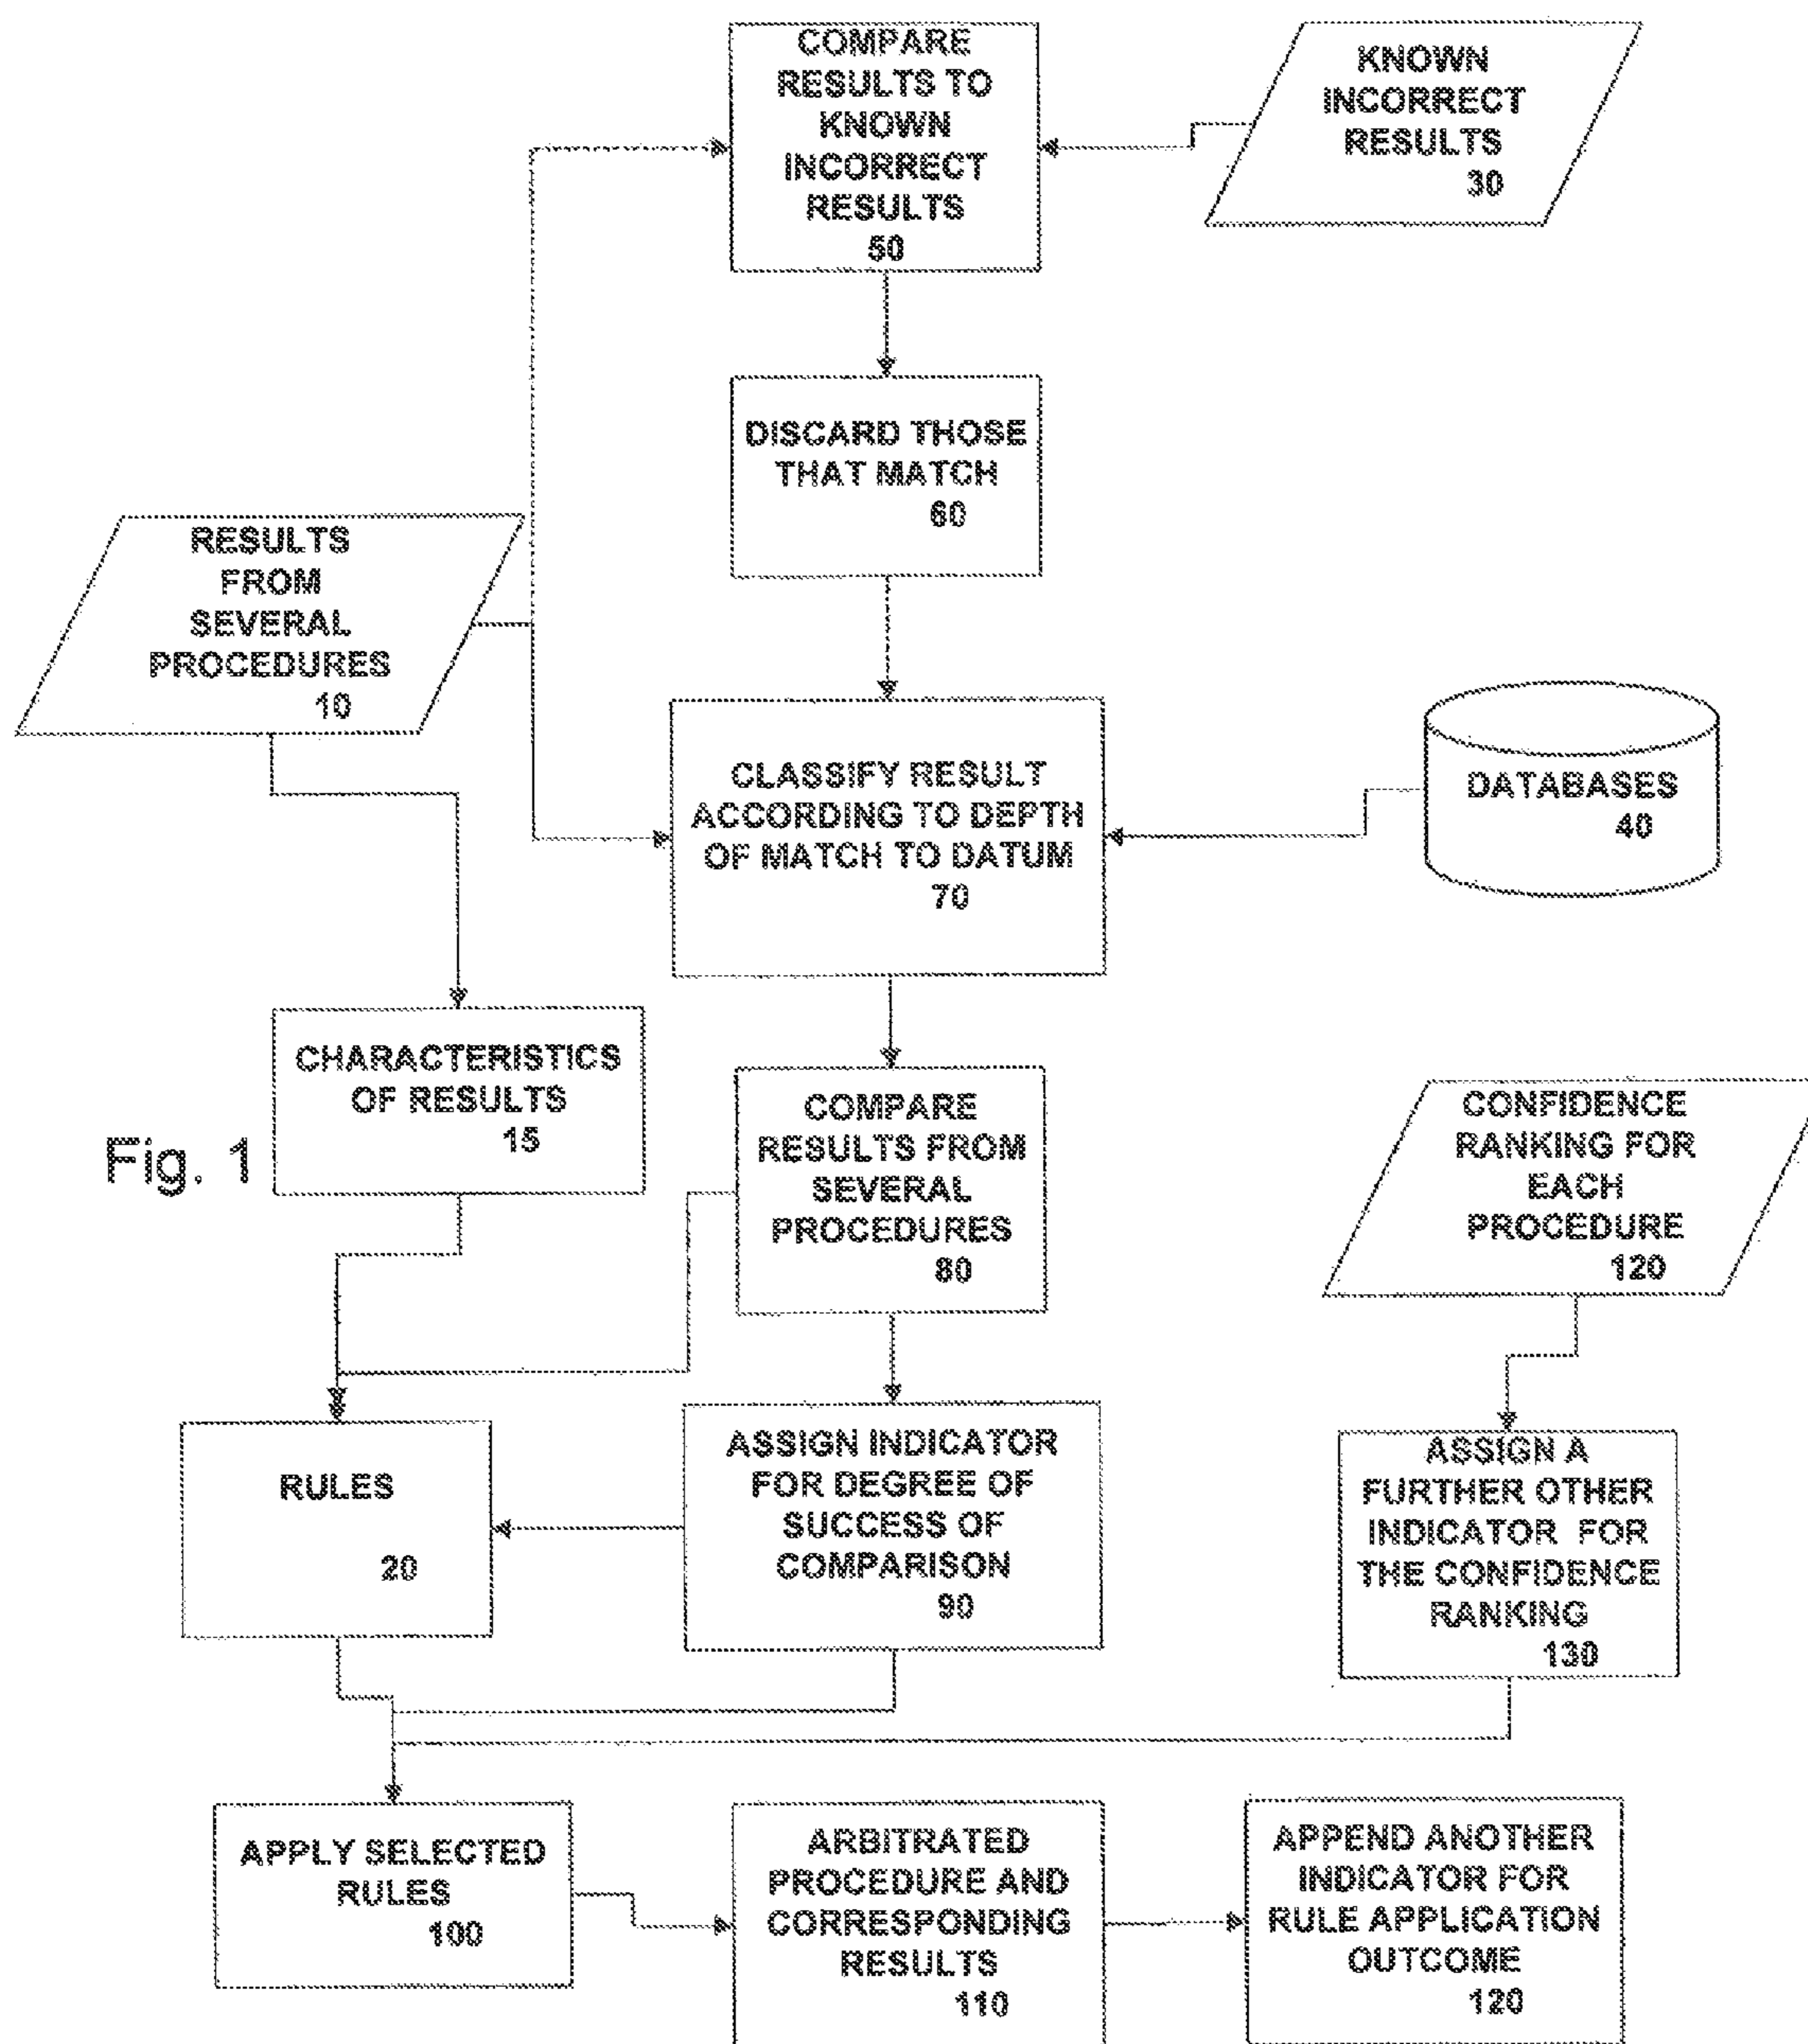 COMPARE
RESULTS TO
KNOWN
INCORRECT
RESULTS
50
KNOWN
INCORRECT
RESULTS
30
DISCARD THOSE
THAT MATCH
60
RESULTS
FROM
SEVERAL
PROCEDURES
10
CLASSIFY RESULT
ACCORDING TO DEPTH
OF MATCH TO DATUM
70
DATABASES
40
CHARACTERISTICS
OF RESULTS
15
Fig. 1
COMPARE
RESULTS FROM
SEVERAL
PROCEDURES
80
CONFIDENCE
RANKING FOR
EACH
PROCEDURE
120
RULES
20
ASSIGN INDICATOR
FOR DEGREE OF
SUCCESS OF
COMPARISON
90
ASSIGN A
FURTHER OTHER
INDICATOR FOR
THE CONFIDENCE
RANKING
130
APPLY SELECTED
RULES
100
ARBITRATED
PROCEDURE AND
CORRESPONDING
RESULTS
110
APPEND ANOTHER
INDICATOR FOR
RULE APPLICATION
OUTCOME
120